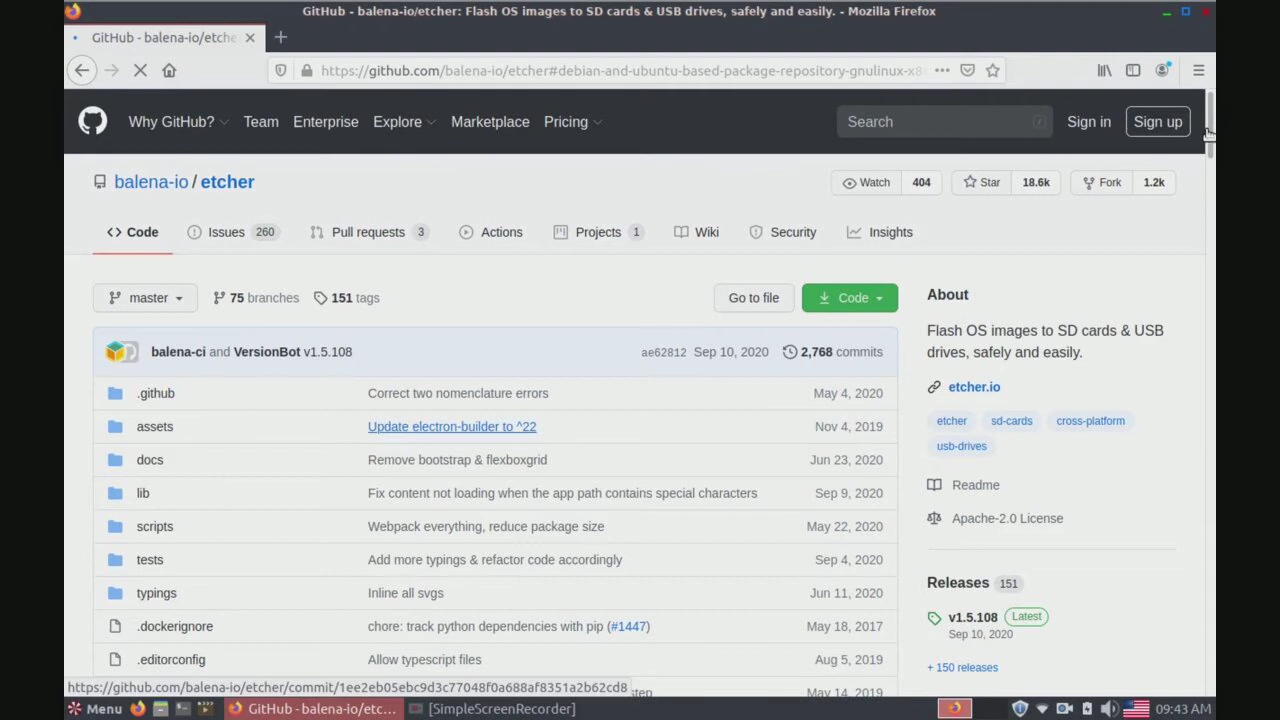 GitHub - balena-io/etcher: Flash OS images to SD cards & USB drives, safely and easily. - Mozilla Firefox
GitHub - balena-io/etche
https://github.com/balena-io/etcher#debian-and-ubuntu-based-package-repository-gnulinux-x8
Why GitHub? Team Enterprise Explore Marketplace Pricing Search / Sign in Sign up
balena-io / etcher Watch 404 Star 18.6k Fork 1.2k
<> Code Issues 260 Pull requests 3 Actions Projects 1 Wiki Security Insights
master 75 branches 151 tags Go to file Code
About
Flash OS images to SD cards & USB
drives, safely and easily.
etcher.io
etcher sd-cards cross-platform
usb-drives
Readme
Apache-2.0 License
Releases 151
v1.5.108 Latest
Sep 10, 2020
+ 150 releases
balena-ci and VersionBot v1.5.108 ae62812 Sep 10, 2020 2,768 commits
.github Correct two nomenclature errors May 4, 2020
assets Update electron-builder to ^22 Nov 4, 2019
docs Remove bootstrap & flexboxgrid Jun 23, 2020
lib Fix content not loading when the app path contains special characters Sep 9, 2020
scripts Webpack everything, reduce package size May 22, 2020
tests Add more typings & refactor code accordingly Sep 4, 2020
typings Inline all svgs Jun 11, 2020
.dockerignore chore: track python dependencies with pip (#1447) May 18, 2017
.editorconfig Allow typescript files Aug 5, 2019
https://github.com/balena-io/etcher/commit/1ee2eb05ebc9d3c77048f0a688af8351a2b62cd8 step May 14, 2019
Menu GitHub - balena-io/etc... [SimpleScreenRecorder] 09:43 AM